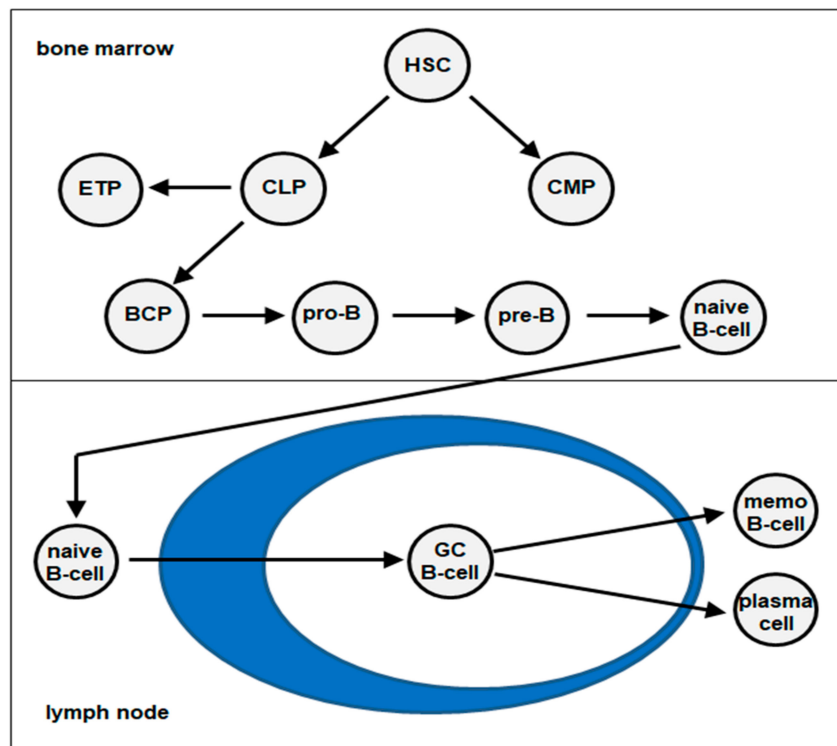 bone marrow
HSC
ETP
CLP
CMP
BCP
pro-B
pre-B
naive
B-cell
naive
B-cell
GC
B-cell
memo
B-cell
plasma
cell
lymph node